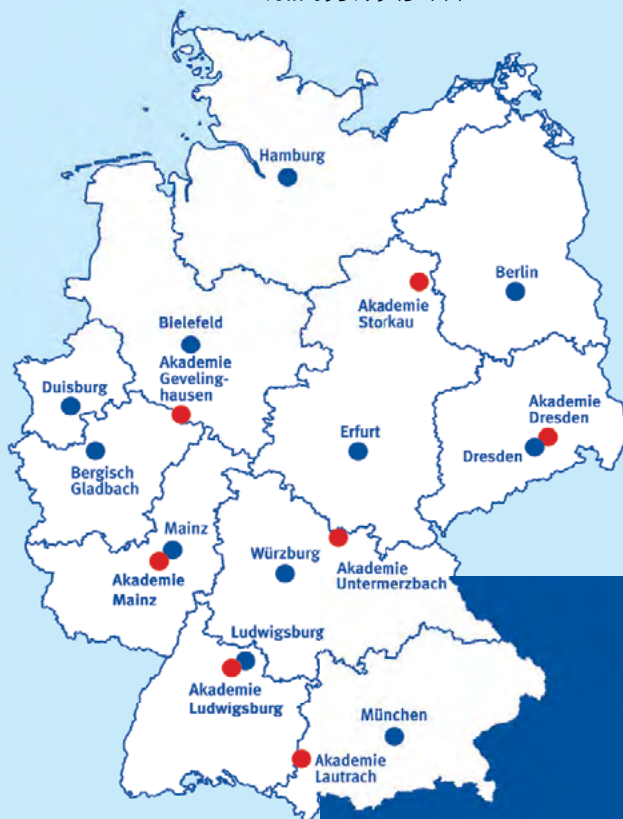 Hamburg
Berlin
Akademie
Storkau
Bielefeld
Akademie
Geveling-
hausen
Duisburg
Akademie
Dresden
Erfurt
Dresden
Bergisch
Gladbach
Mainz
Akademie
Mainz
Würzburg
Akademie
Untermerzbach
Ludwigsburg
Akademie
Ludwigsburg
München
Akademie
Lautrach